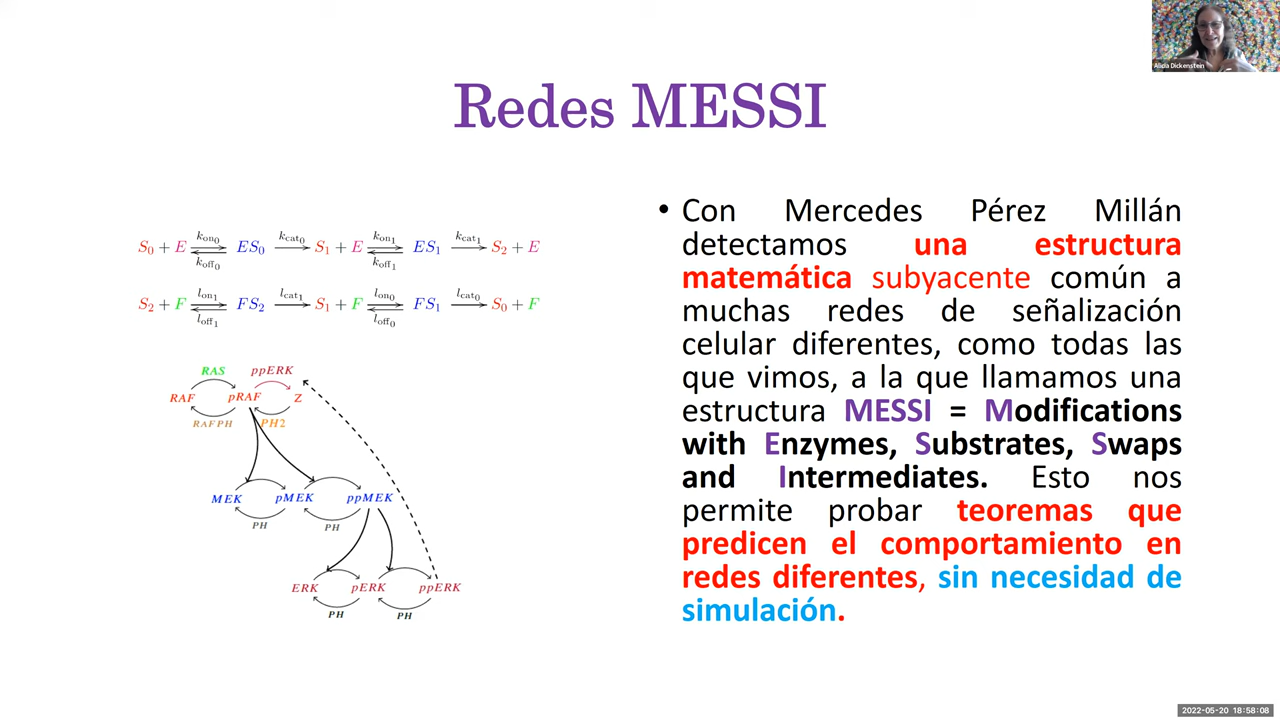 Alicia Dickenstein
Redes MESSI
S₀ + E k_on₀ k_off₀ ES₀ k_cat₀ S₁ + E k_on₁ k_off₁ ES₁ k_cat₁ S₂ + E
S₂ + F l_on₁ l_off₁ FS₂ l_cat₁ S₁ + F l_on₀ l_off₀ FS₁ l_cat₀ S₀ + F
RAS ppERK
RAF pRAF Z
RAFPH PH2
MEK pMEK ppMEK
PH PH
ERK pERK ppERK
PH PH
• Con Mercedes Pérez Millán
detectamos una estructura
matemática subyacente común a
muchas redes de señalización
celular diferentes, como todas las
que vimos, a la que llamamos una
estructura MESSI = Modifications
with Enzymes, Substrates, Swaps
and Intermediates. Esto nos
permite probar teoremas que
predicen el comportamiento en
redes diferentes, sin necesidad de
simulación.
2022-05-20 18:58:08